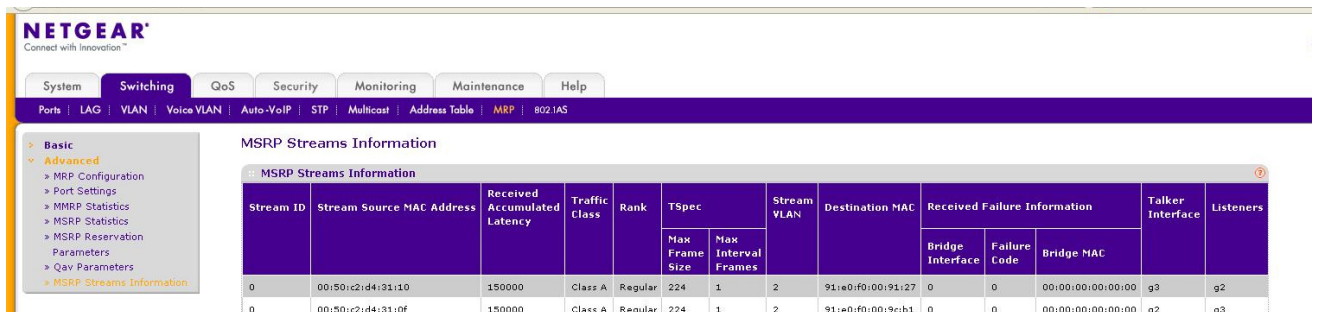 NETGEAR®
Connect with Innovation™
System Switching QoS Security Monitoring Maintenance Help
Ports LAG VLAN Voice VLAN Auto-VoIP STP Multicast Address Table MRP 802.1AS
Basic
Advanced
» MRP Configuration
» Port Settings
» MMRP Statistics
» MSRP Statistics
» MSRP Reservation
Parameters
» Qav Parameters
» MSRP Streams Information
MSRP Streams Information
MSRP Streams Information ?
Stream ID Stream Source MAC Address Received Accumulated Latency Traffic Class Rank TSpec Stream VLAN Destination MAC Received Failure Information Talker Interface Listeners
Max Frame Size Max Interval Frames Bridge Interface Failure Code Bridge MAC
0 00:50:c2:d4:31:10 150000 Class A Regular 224 1 2 91:e0:f0:00:91:27 0 0 00:00:00:00:00:00 g3 g2
0 00:50:c2:d4:31:0f 150000 Class A Regular 224 1 2 91:e0:f0:00:9c:b1 0 0 00:00:00:00:00:00 g2 g3